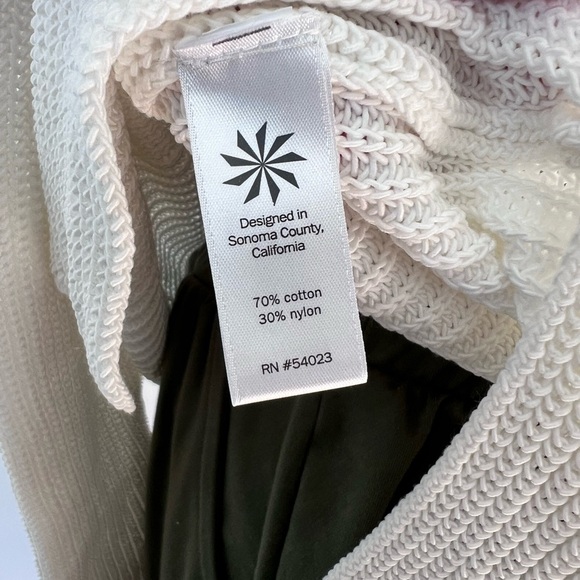 Designed in
Sonoma County,
California
70% cotton
30% nylon
RN #54023